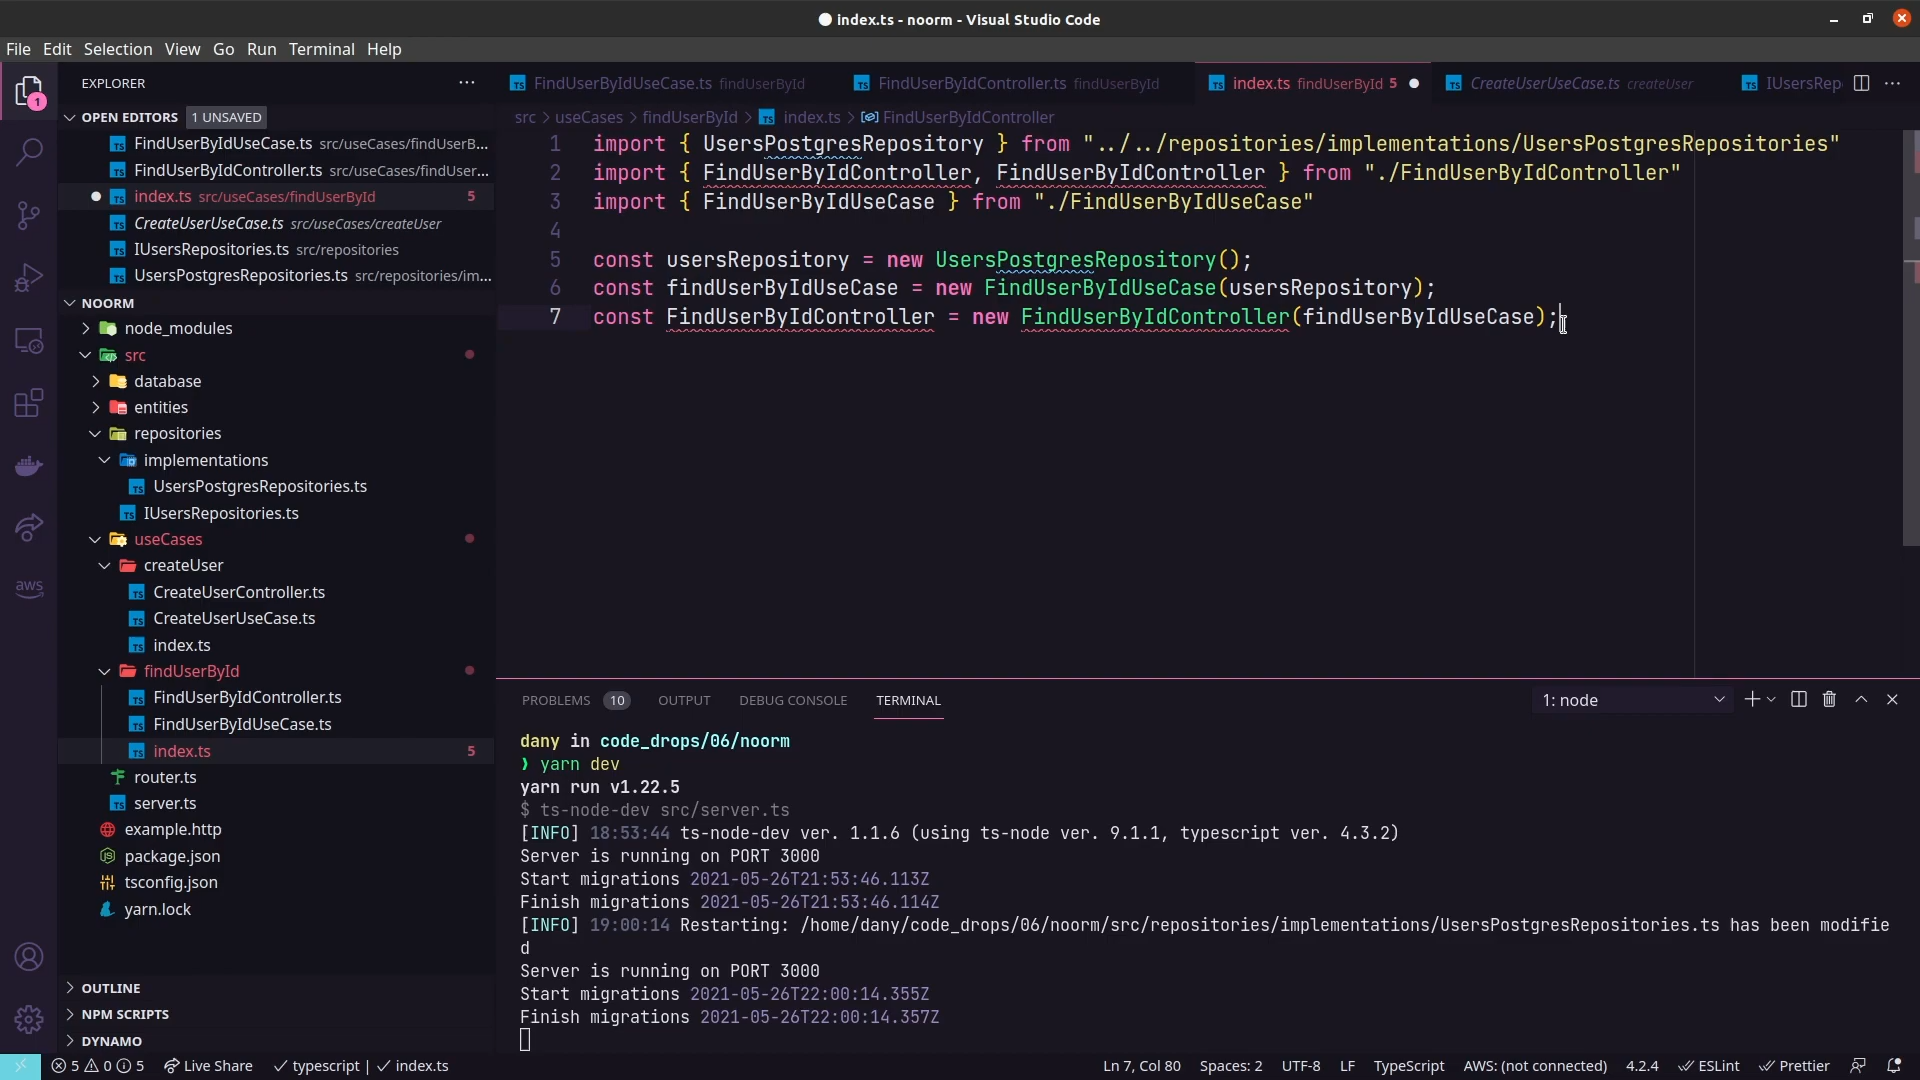 index.ts - noorm - Visual Studio Code
File Edit Selection View Go Run Terminal Help
1
EXPLORER
OPEN EDITORS 1 UNSAVED
FindUserByIdUseCase.ts src/useCases/findUserB...
FindUserByIdController.ts src/useCases/findUser...
index.ts src/useCases/findUserById 5
CreateUserUseCase.ts src/useCases/createUser
IUsersRepositories.ts src/repositories
UsersPostgresRepositories.ts src/repositories/im...
NOORM
node_modules
src
database
entities
repositories
implementations
UsersPostgresRepositories.ts
IUsersRepositories.ts
useCases
createUser
CreateUserController.ts
CreateUserUseCase.ts
index.ts
findUserById
FindUserByIdController.ts
FindUserByIdUseCase.ts
index.ts 5
router.ts
server.ts
example.http
package.json
tsconfig.json
yarn.lock
OUTLINE
NPM SCRIPTS
DYNAMO
aws
FindUserByIdUseCase.ts findUserById FindUserByIdController.ts findUserById index.ts findUserById 5 CreateUserUseCase.ts createUser IUsersRep
src > useCases > findUserById > index.ts > FindUserByIdController
1 import { UsersPostgresRepository } from "../../repositories/implementations/UsersPostgresRepositories"
2 import { FindUserByIdController, FindUserByIdController } from "./FindUserByIdController"
3 import { FindUserByIdUseCase } from "./FindUserByIdUseCase"
4
5 const usersRepository = new UsersPostgresRepository();
6 const findUserByIdUseCase = new FindUserByIdUseCase(usersRepository);
7 const FindUserByIdController = new FindUserByIdController(findUserByIdUseCase);
PROBLEMS 10 OUTPUT DEBUG CONSOLE TERMINAL 1: node
dany in code_drops/06/noorm
❯ yarn dev
yarn run v1.22.5
$ ts-node-dev src/server.ts
[INFO] 18:53:44 ts-node-dev ver. 1.1.6 (using ts-node ver. 9.1.1, typescript ver. 4.3.2)
Server is running on PORT 3000
Start migrations 2021-05-26T21:53:46.113Z
Finish migrations 2021-05-26T21:53:46.114Z
[INFO] 19:00:14 Restarting: /home/dany/code_drops/06/noorm/src/repositories/implementations/UsersPostgresRepositories.ts has been modifie
d
Server is running on PORT 3000
Start migrations 2021-05-26T22:00:14.355Z
Finish migrations 2021-05-26T22:00:14.357Z
5 0 5 Live Share typescript | index.ts Ln 7, Col 80 Spaces: 2 UTF-8 LF TypeScript AWS: (not connected) 4.2.4 ESLint Prettier